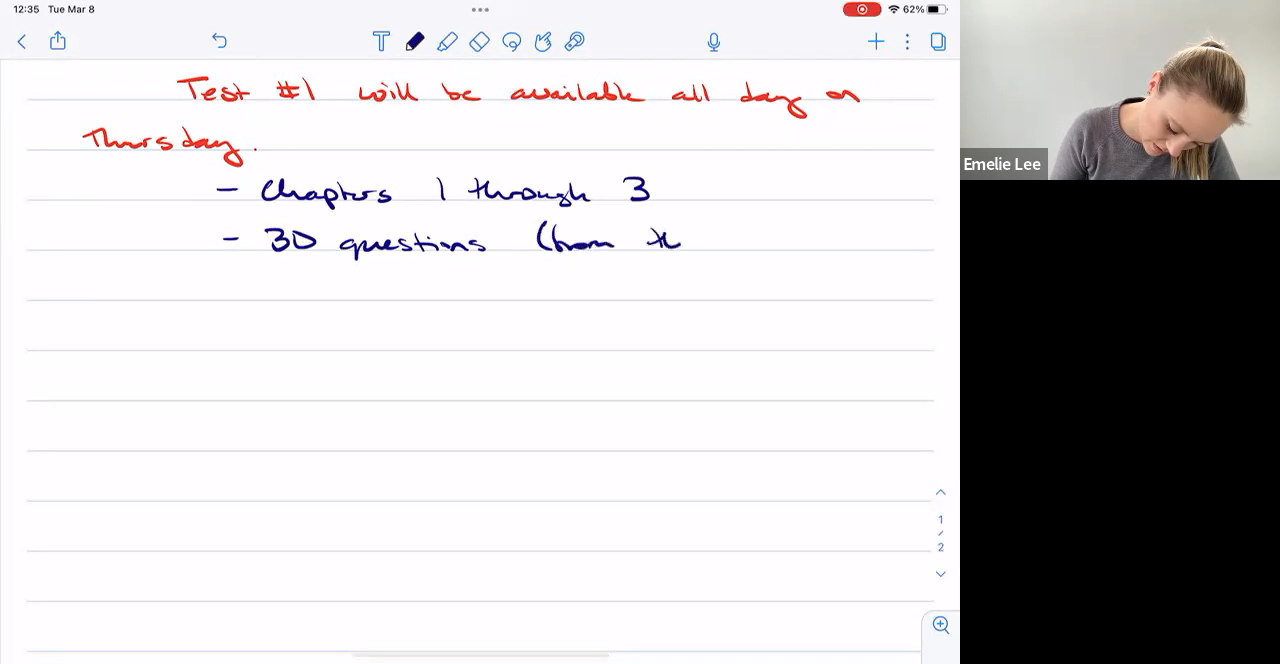 12:35 Tue Mar 8
62%
Test #1 will be available all day on
Thursday.
- Chapters 1 through 3
- 30 questions (from th
Emelie Lee
1
/
2